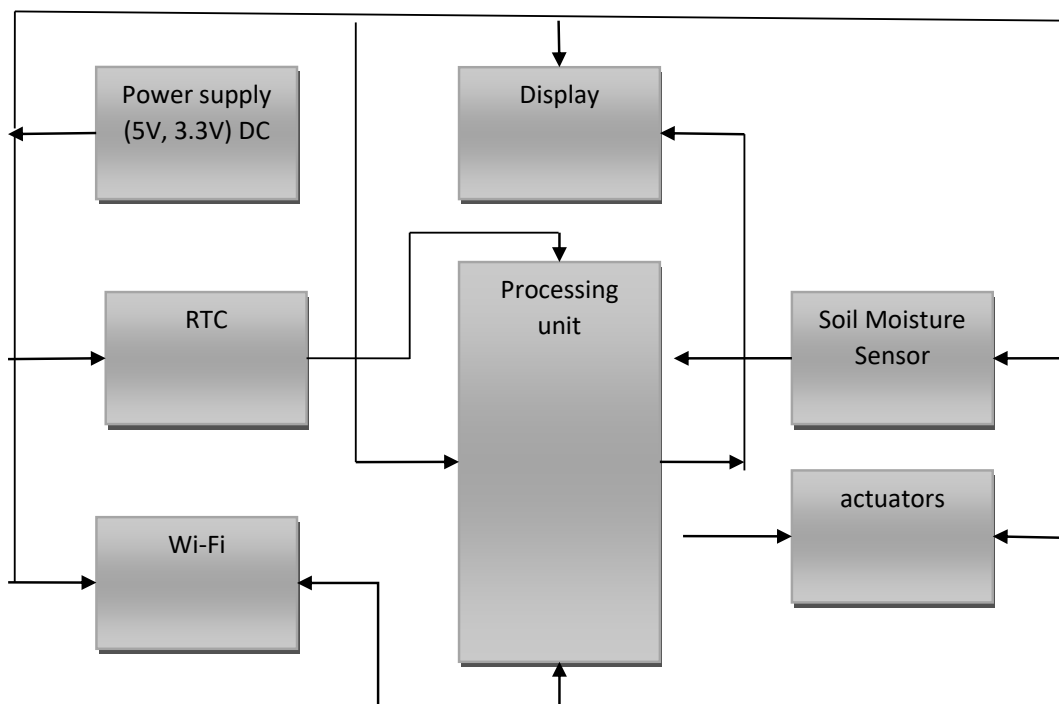 Power supply
(5V, 3.3V) DC
Display
RTC
Processing
unit
Soil Moisture
Sensor
Wi-Fi
actuators